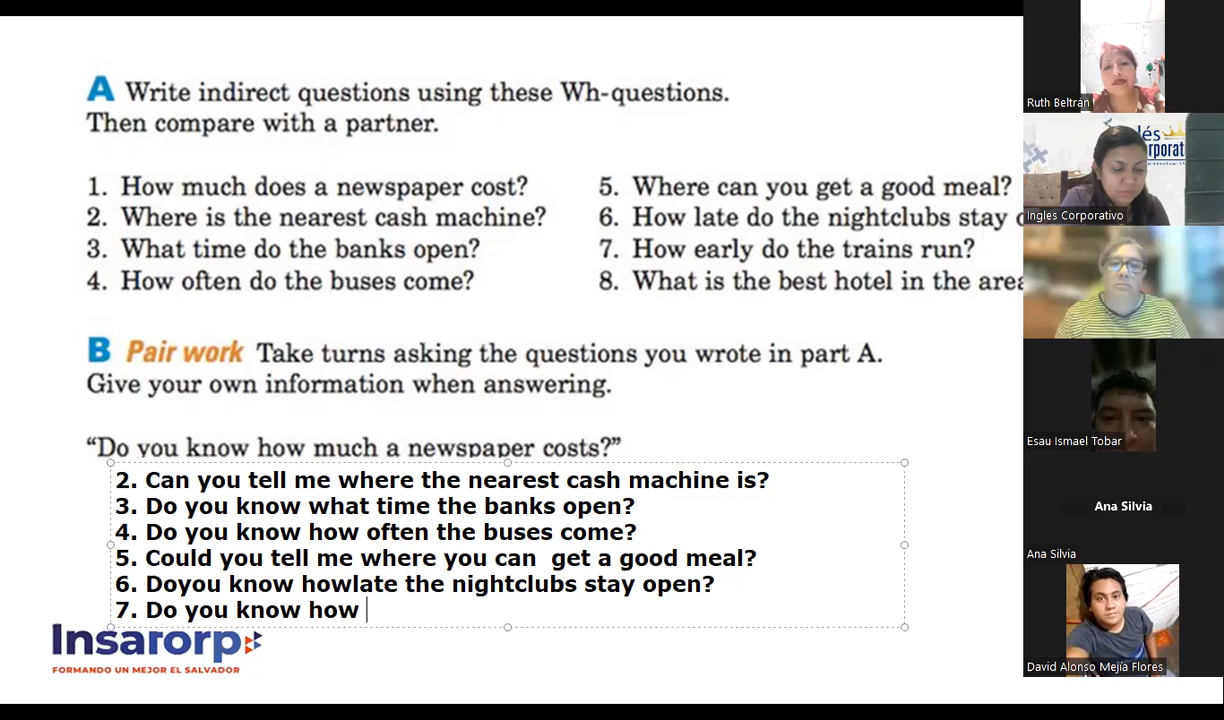 A Write indirect questions using these Wh-questions.
Then compare with a partner.
1. How much does a newspaper cost?
2. Where is the nearest cash machine?
3. What time do the banks open?
4. How often do the buses come?
5. Where can you get a good meal?
6. How late do the nightclubs stay
7. How early do the trains run?
8. What is the best hotel in the area
B Pair work Take turns asking the questions you wrote in part A.
Give your own information when answering.
“Do you know how much a newspaper costs?”
2. Can you tell me where the nearest cash machine is?
3. Do you know what time the banks open?
4. Do you know how often the buses come?
5. Could you tell me where you can  get a good meal?
6. Doyou know howlate the nightclubs stay open?
7. Do you know how
Insarorp
FORMANDO UN MEJOR EL SALVADOR
Ruth Beltrán
Ingles Corporativo
Esau Ismael Tobar
Ana Silvia
Ana Silvia
David Alonso Mejía Flores